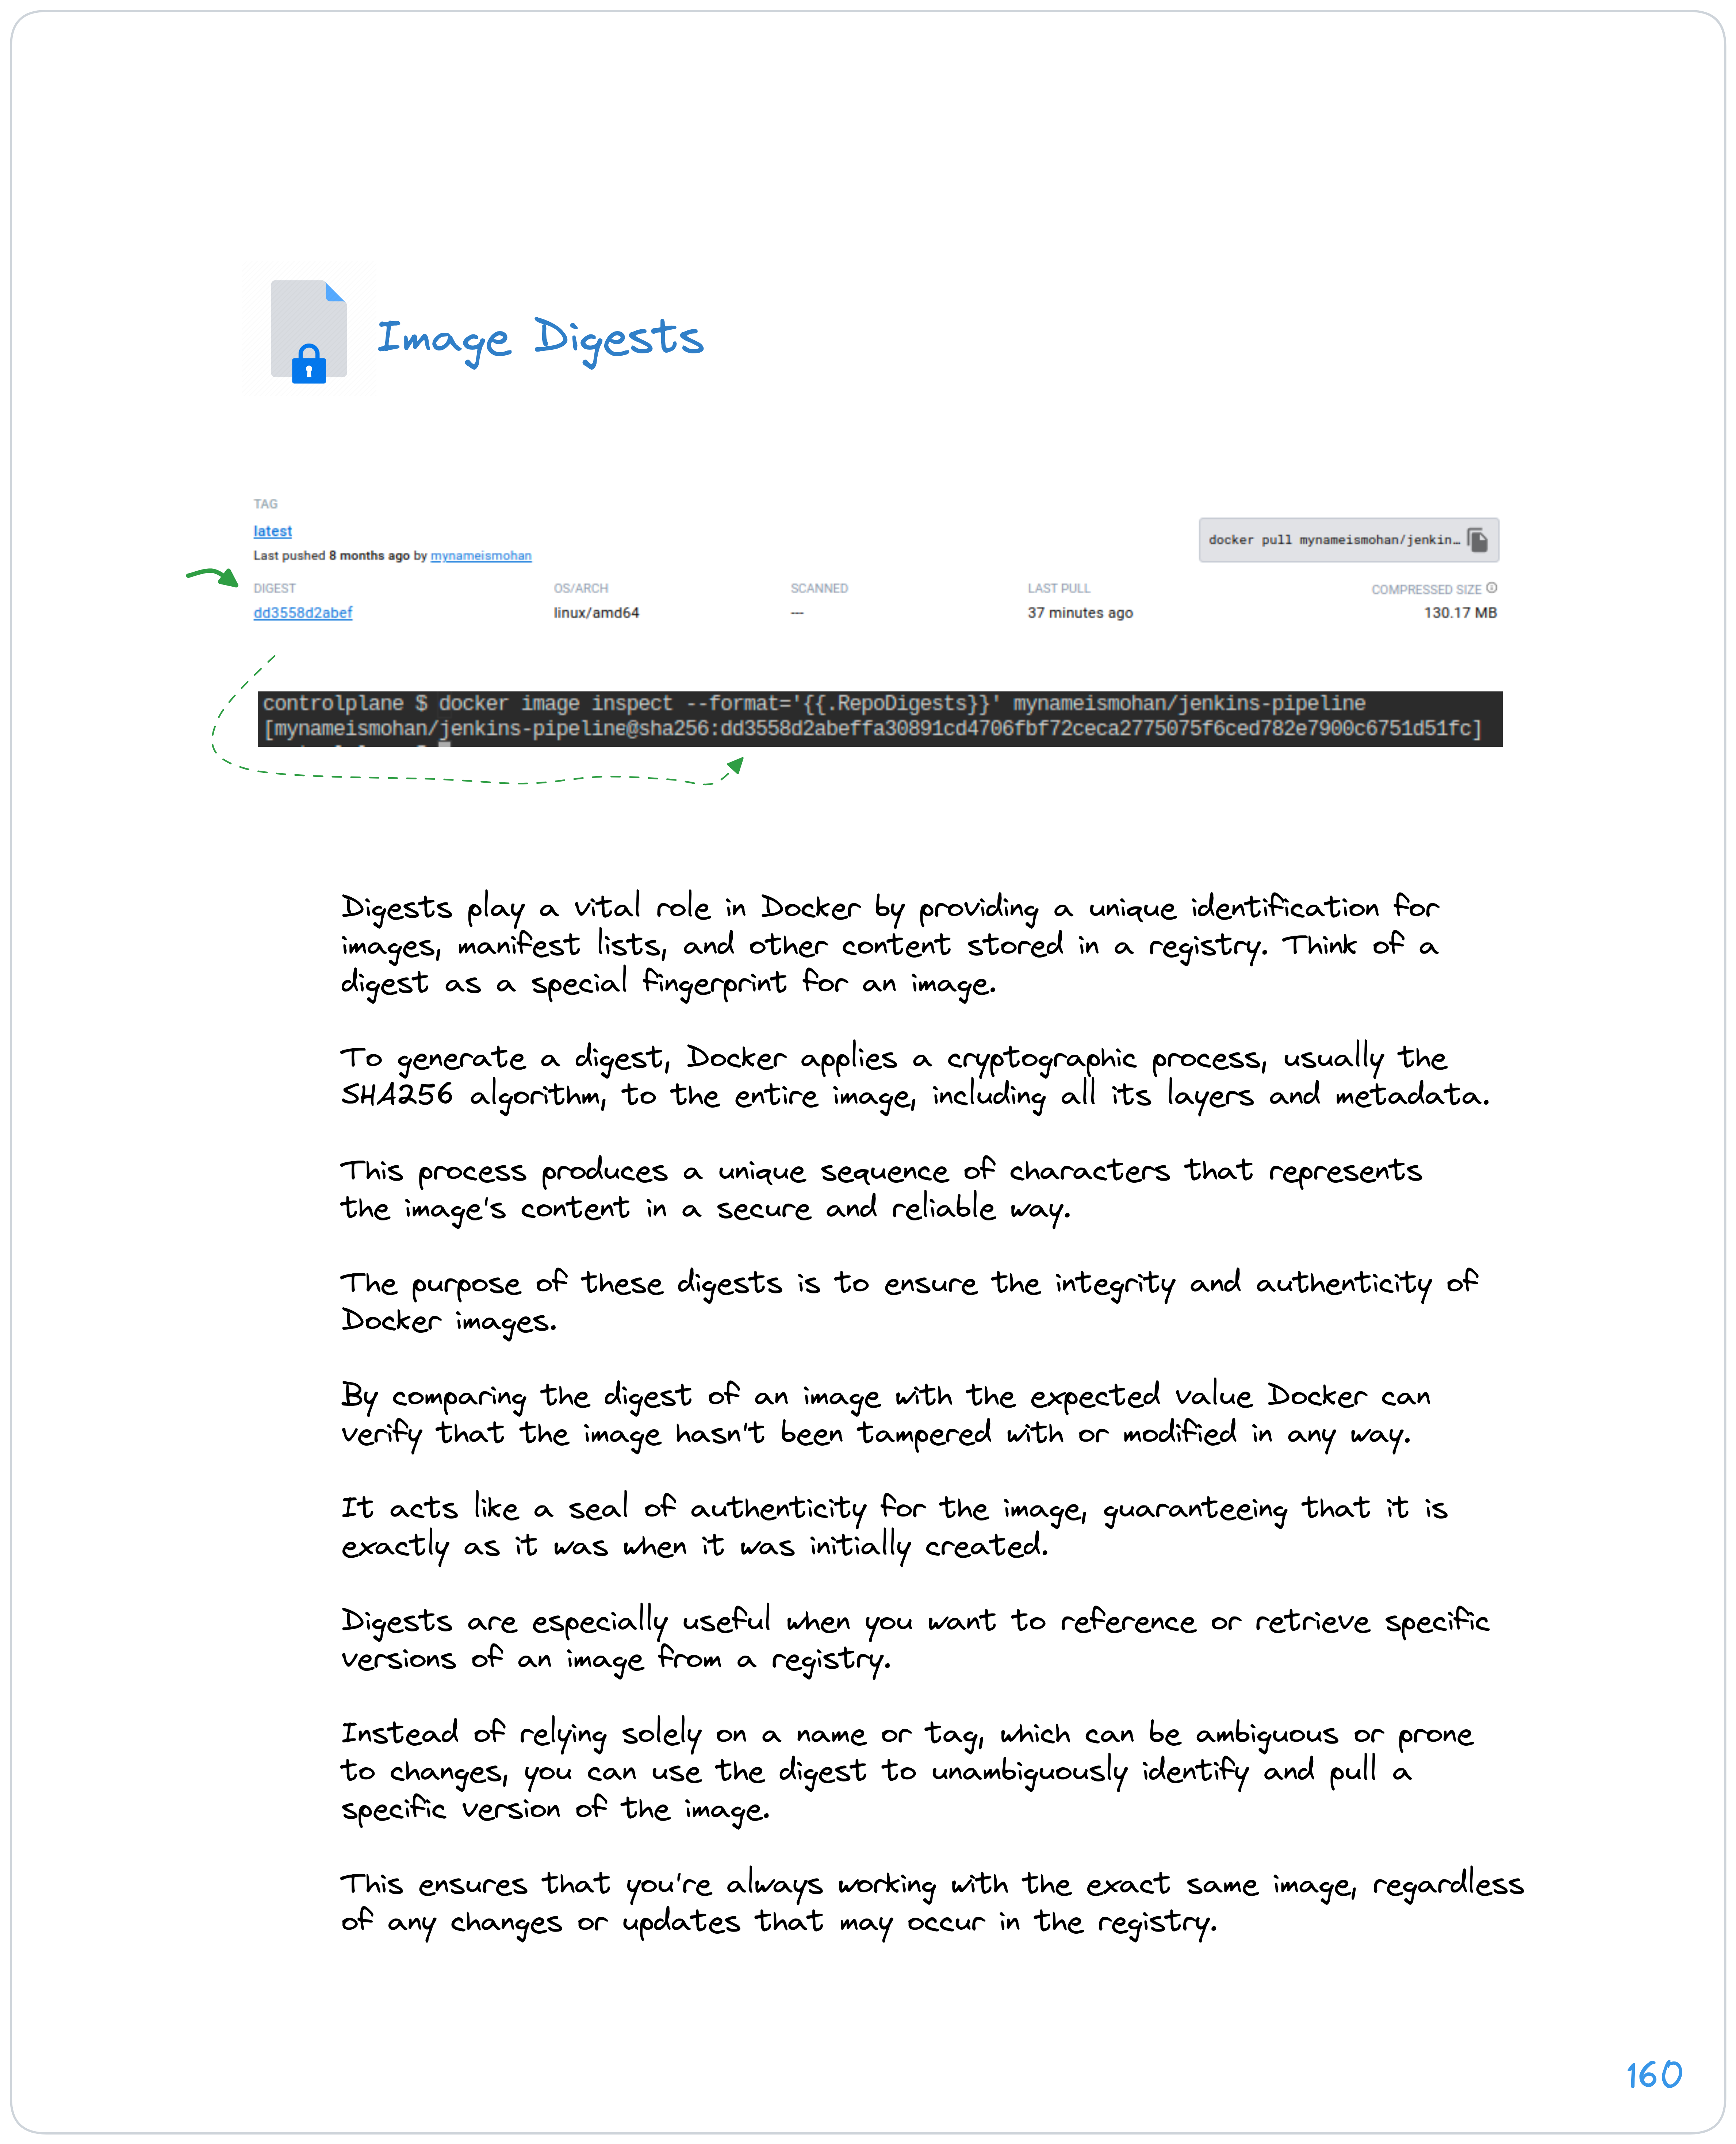 Image Digests
TAG
latest
Last pushed 8 months ago by mynameismohan
docker pull mynameismohan/jenkin...
DIGEST OS/ARCH SCANNED LAST PULL COMPRESSED SIZE
dd3558d2abef linux/amd64 --- 37 minutes ago 130.17 MB
controlplane $ docker image inspect --format='{{.RepoDigests}}' mynameismohan/jenkins-pipeline
[mynameismohan/jenkins-pipeline@sha256:dd3558d2abeffa30891cd4706fbf72ceca2775075f6ced782e7900c6751d51fc]
Digests play a vital role in Docker by providing a unique identification for
images, manifest lists, and other content stored in a registry. Think of a
digest as a special fingerprint for an image.
To generate a digest, Docker applies a cryptographic process, usually the
SHA256 algorithm, to the entire image, including all its layers and metadata.
This process produces a unique sequence of characters that represents
the image's content in a secure and reliable way.
The purpose of these digests is to ensure the integrity and authenticity of
Docker images.
By comparing the digest of an image with the expected value Docker can
verify that the image hasn't been tampered with or modified in any way.
It acts like a seal of authenticity for the image, guaranteeing that it is
exactly as it was when it was initially created.
Digests are especially useful when you want to reference or retrieve specific
versions of an image from a registry.
Instead of relying solely on a name or tag, which can be ambiguous or prone
to changes, you can use the digest to unambiguously identify and pull a
specific version of the image.
This ensures that you're always working with the exact same image, regardless
of any changes or updates that may occur in the registry.
160